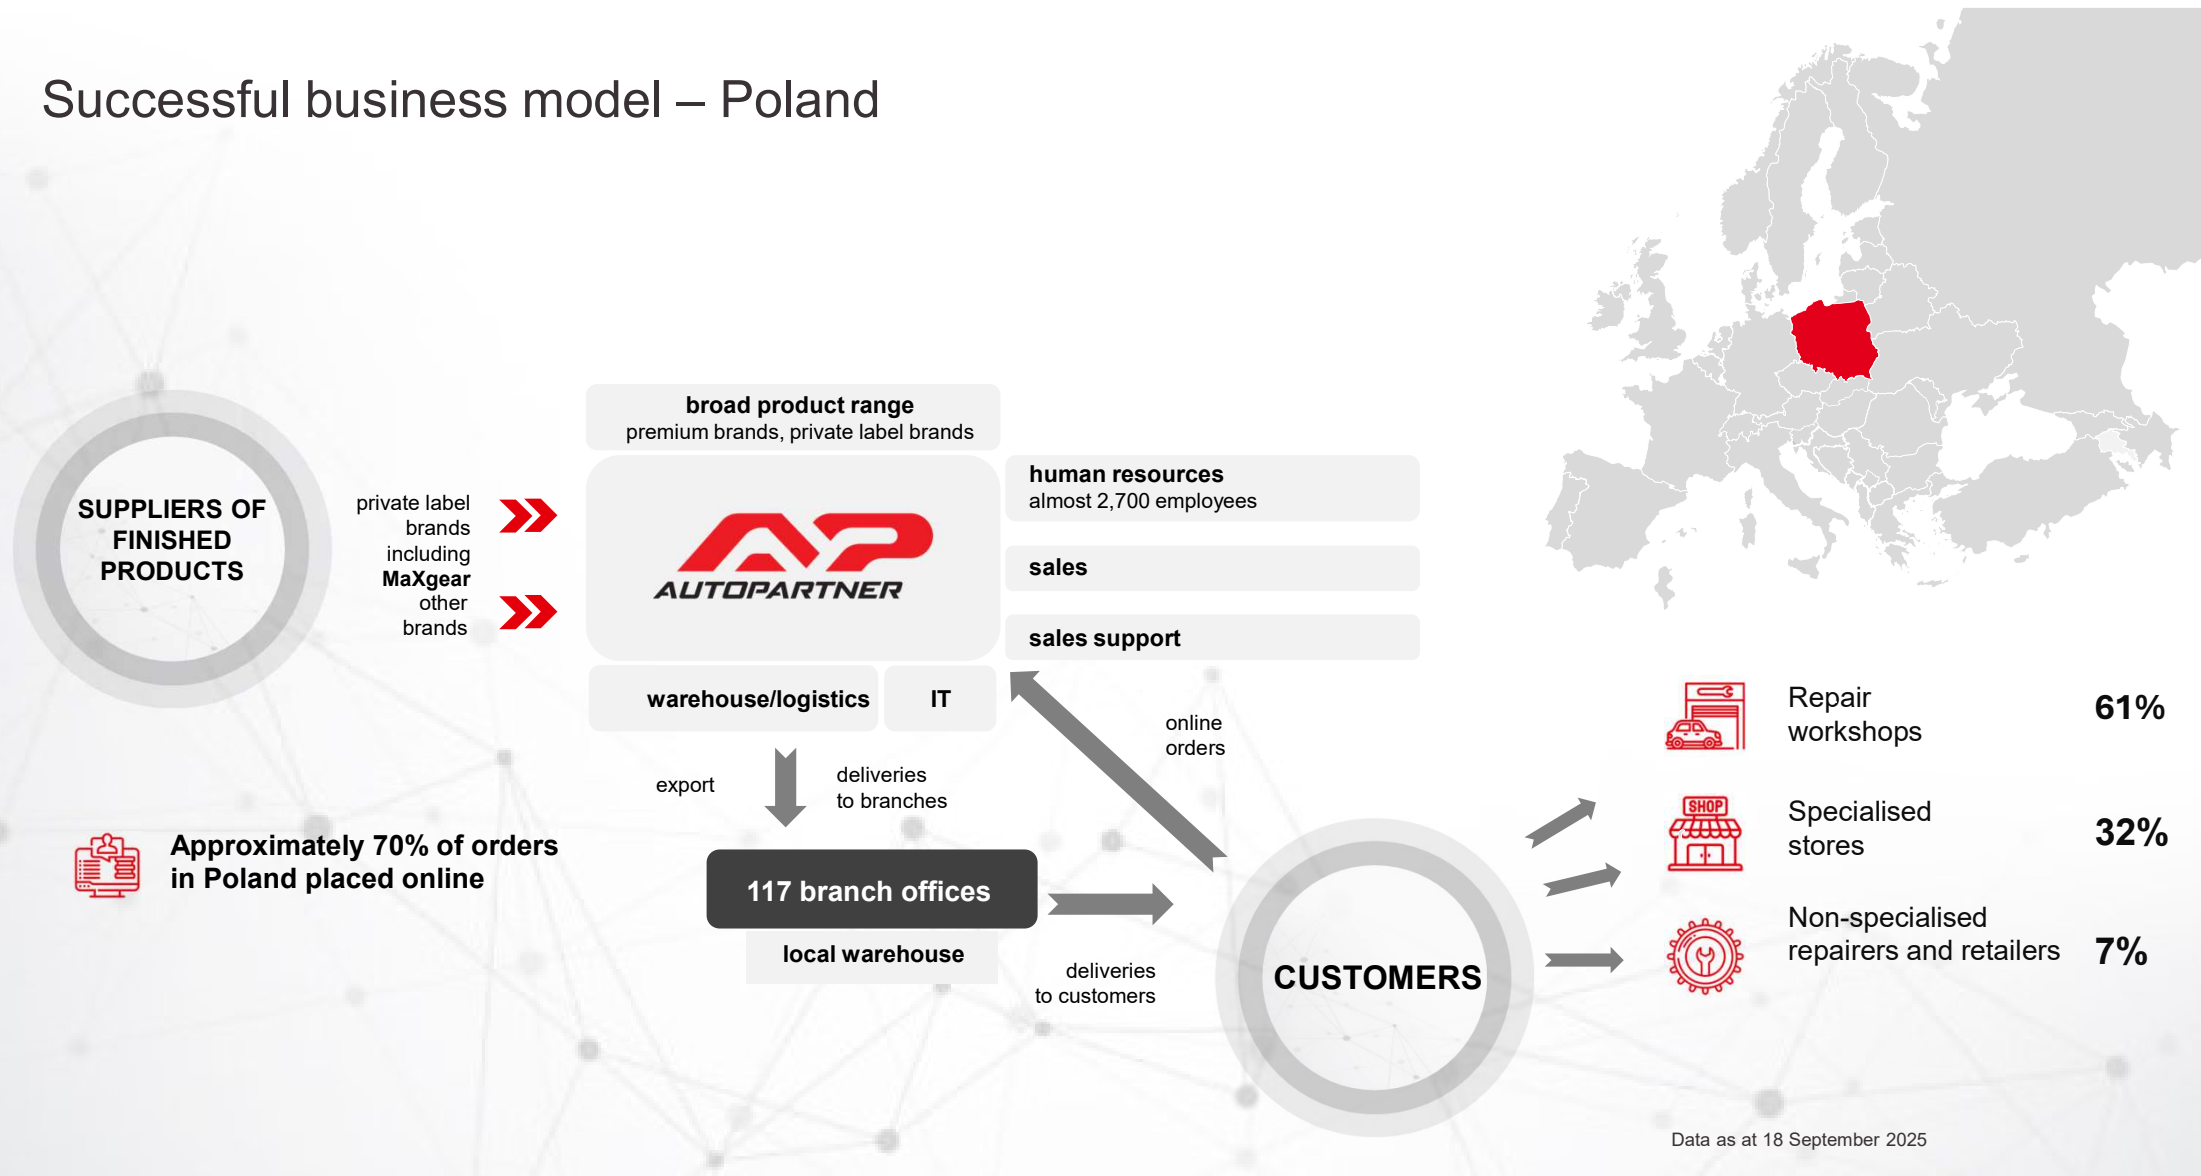 Successful business model – Poland
SUPPLIERS OF
FINISHED
PRODUCTS
private label
brands
including
MaXgear
other
brands
broad product range
premium brands, private label brands
AUTOPARTNER
human resources
almost 2,700 employees
sales
sales support
warehouse/logistics
IT
export
deliveries
to branches
online
orders
Approximately 70% of orders
in Poland placed online
117 branch offices
local warehouse
deliveries
to customers
CUSTOMERS
Repair
workshops
61%
SHOP
Specialised
stores
32%
Non-specialised
repairers and retailers
7%
Data as at 18 September 2025